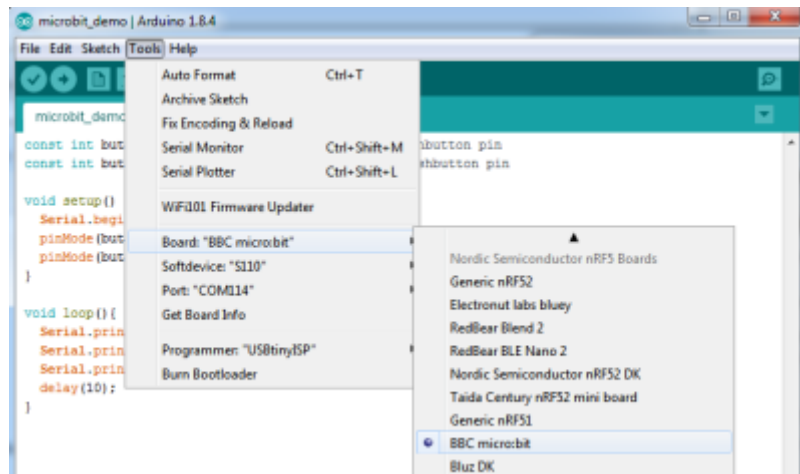 microbit_demo | Arduino 1.8.4
File Edit Sketch Tools Help
microbit_demo
Auto Format Ctrl+T
Archive Sketch
Fix Encoding & Reload
Serial Monitor Ctrl+Shift+M
Serial Plotter Ctrl+Shift+L
WiFi101 Firmware Updater
Board: "BBC micro:bit"
Softdevice: "S110"
Port: "COM114"
Get Board Info
Programmer: "USBtinyISP"
Burn Bootloader
Nordic Semiconductor nRF5 Boards
Generic nRF52
Electronut labs bluey
RedBear Blend 2
RedBear BLE Nano 2
Nordic Semiconductor nRF52 DK
Taida Century nRF52 mini board
Generic nRF51
BBC micro:bit
Bluz DK
const int but
button pin
const int but
shbutton pin
void setup()
Serial.begi
pinMode(but
pinMode(but
}
void loop(){
Serial.prin
Serial.prin
Serial.prin
delay(10);
}